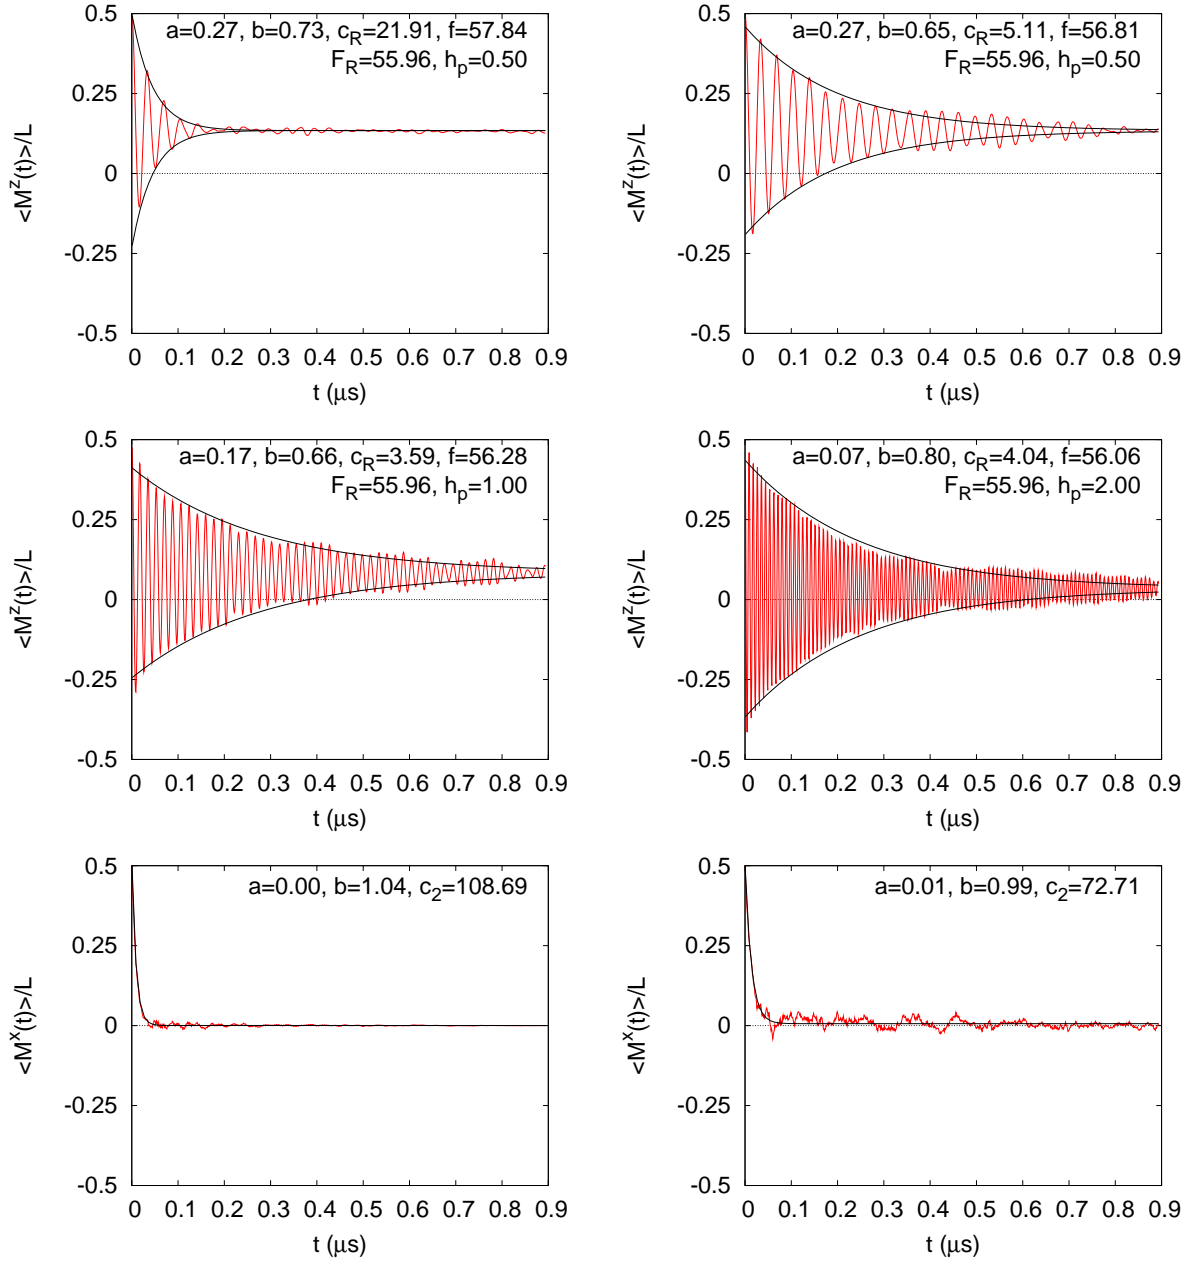 a=0.27, b=0.73, c_R=21.91, f=57.84
F_R=55.96, h_p=0.50
0.5
0.25
0
-0.25
-0.5
<M^z(t)>/L
0 0.1 0.2 0.3 0.4 0.5 0.6 0.7 0.8 0.9
t (μs)
a=0.27, b=0.65, c_R=5.11, f=56.81
F_R=55.96, h_p=0.50
0.5
0.25
0
-0.25
-0.5
<M^z(t)>/L
0 0.1 0.2 0.3 0.4 0.5 0.6 0.7 0.8 0.9
t (μs)
a=0.17, b=0.66, c_R=3.59, f=56.28
F_R=55.96, h_p=1.00
0.5
0.25
0
-0.25
-0.5
<M^z(t)>/L
0 0.1 0.2 0.3 0.4 0.5 0.6 0.7 0.8 0.9
t (μs)
a=0.07, b=0.80, c_R=4.04, f=56.06
F_R=55.96, h_p=2.00
0.5
0.25
0
-0.25
-0.5
<M^z(t)>/L
0 0.1 0.2 0.3 0.4 0.5 0.6 0.7 0.8 0.9
t (μs)
a=0.00, b=1.04, c_2=108.69
0.5
0.25
0
-0.25
-0.5
<M^x(t)>/L
0 0.1 0.2 0.3 0.4 0.5 0.6 0.7 0.8 0.9
t (μs)
a=0.01, b=0.99, c_2=72.71
0.5
0.25
0
-0.25
-0.5
<M^x(t)>/L
0 0.1 0.2 0.3 0.4 0.5 0.6 0.7 0.8 0.9
t (μs)